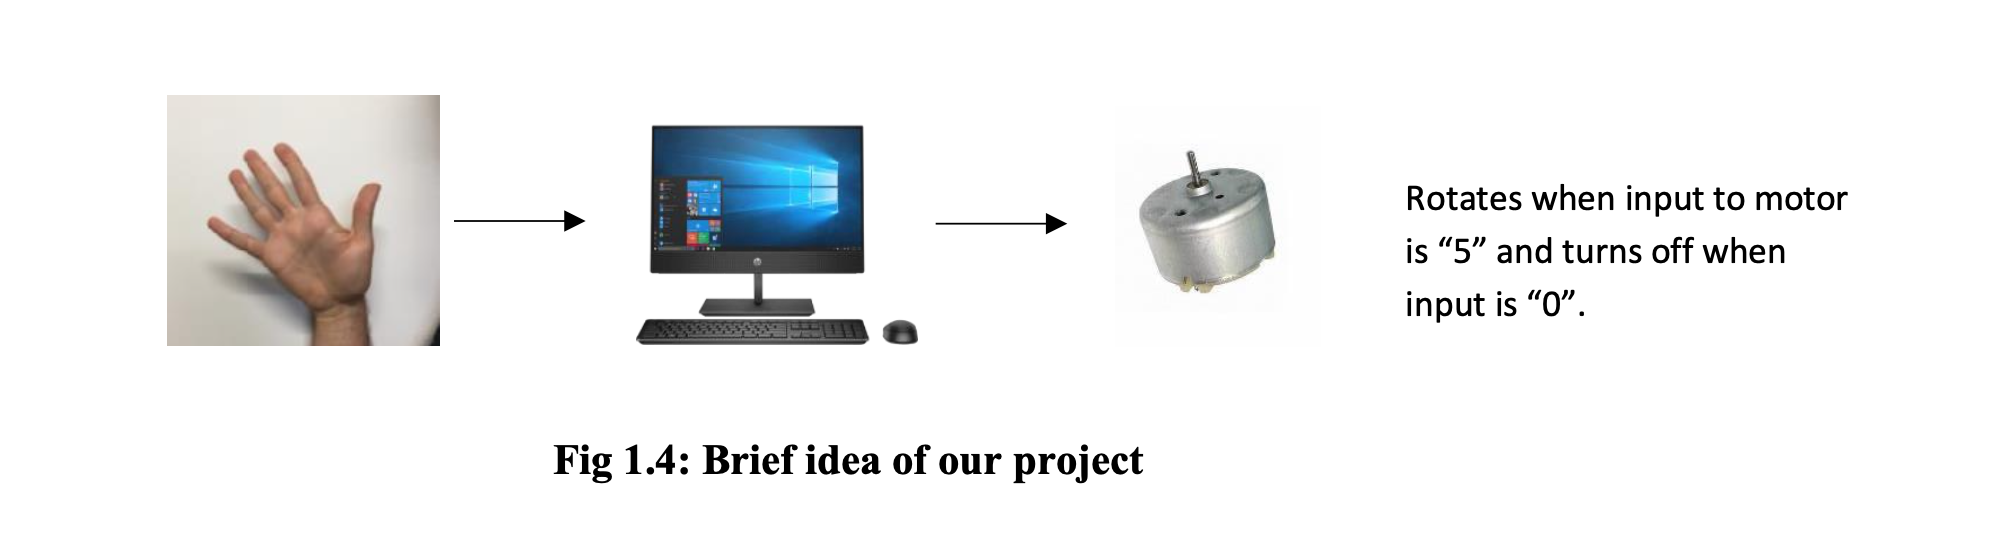 Rotates when input to motor
is “5” and turns off when
input is “0”.
Fig 1.4: Brief idea of our project